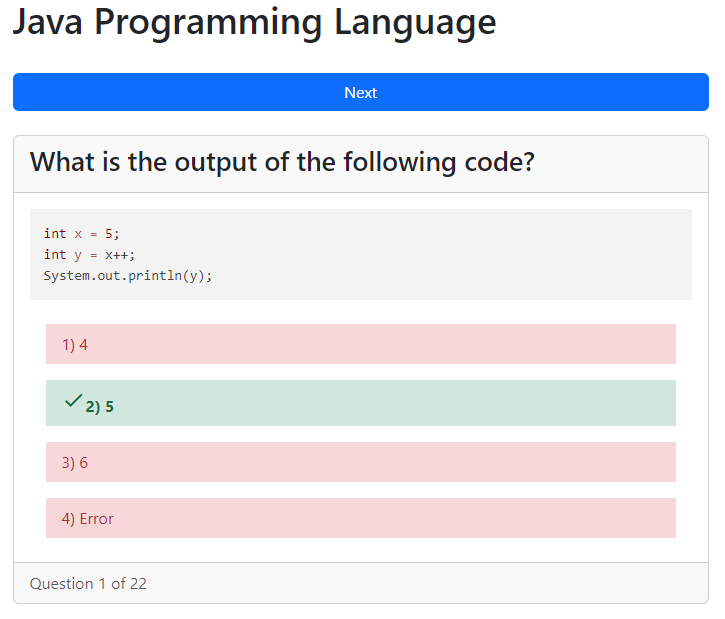 Java Programming Language
Next
What is the output of the following code?
int x = 5;
int y = x++;
System.out.println(y);
1) 4
2) 5
3) 6
4) Error
Question 1 of 22